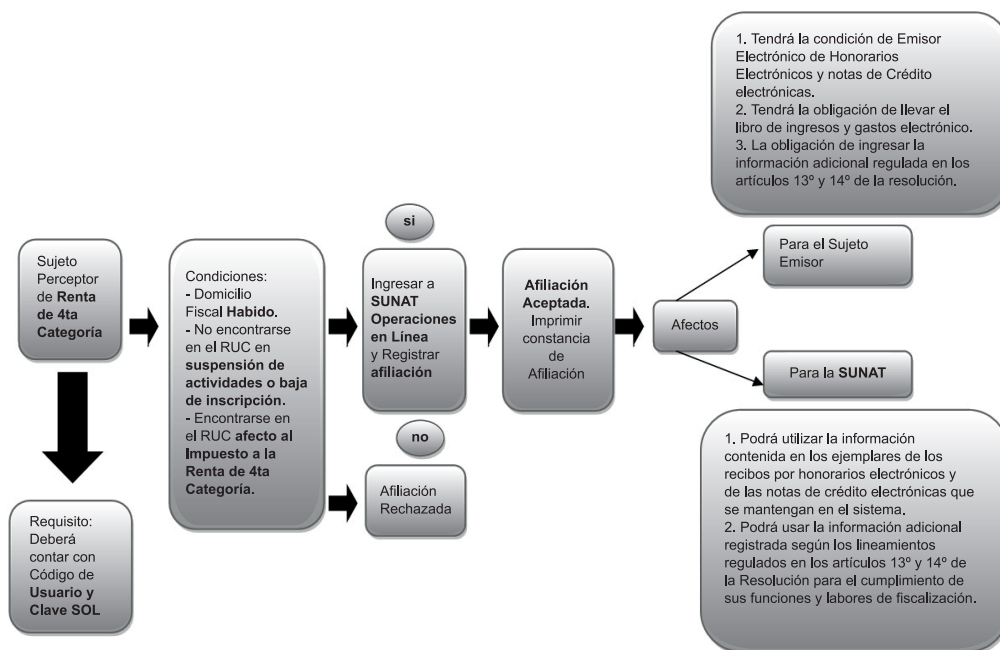 1. Tendrá la condición de Emisor
Electrónico de Honorarios
Electrónicos y notas de Crédito
electrónicas.
2. Tendrá la obligación de llevar el
libro de ingresos y gastos electrónico.
3. La obligación de ingresar la
información adicional regulada en los
artículos 13º y 14º de la resolución.
Sujeto
Perceptor
de Renta
de 4ta
Categoría
Requisito:
Deberá
contar con
Código de
Usuario y
Clave SOL
Condiciones:
- Domicilio
Fiscal Habido.
- No encontrarse
en el RUC en
suspensión de
actividades o baja
de inscripción.
- Encontrarse en
el RUC afecto al
Impuesto a la
Renta de 4ta
Categoría.
si
Ingresar a
SUNAT
Operaciones
en Línea
y Registrar
afiliación
no
Afiliación
Rechazada
Afiliación
Aceptada.
Imprimir
constancia
de
Afiliación
Afectos
Para el Sujeto
Emisor
Para la SUNAT
1. Podrá utilizar la información
contenida en los ejemplares de los
recibos por honorarios electrónicos y
de las notas de crédito electrónicas que
se mantengan en el sistema.
2. Podrá usar la información adicional
registrada según los lineamientos
regulados en los artículos 13º y 14º de
la Resolución para el cumplimiento de
sus funciones y labores de fiscalización.